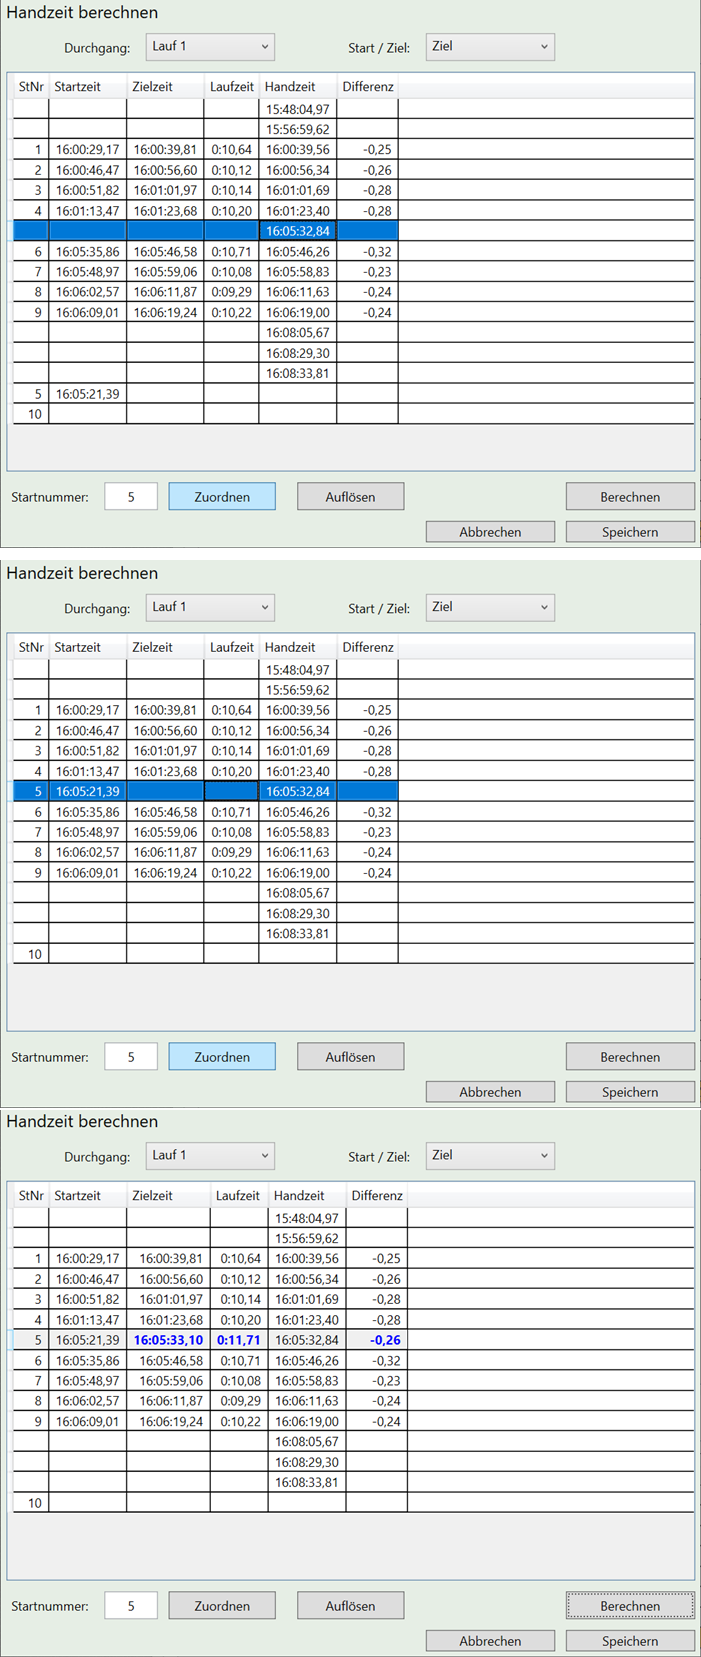 Handzeit berechnen
Durchgang: Lauf 1 Start / Ziel: Ziel
StNr Startzeit Zielzeit Laufzeit Handzeit Differenz
15:48:04,97
15:56:59,62
1 16:00:29,17 16:00:39,81 0:10,64 16:00:39,56 -0,25
2 16:00:46,47 16:00:56,60 0:10,12 16:00:56,34 -0,26
3 16:00:51,82 16:01:01,97 0:10,14 16:01:01,69 -0,28
4 16:01:13,47 16:01:23,68 0:10,20 16:01:23,40 -0,28
16:05:32,84
6 16:05:35,86 16:05:46,58 0:10,71 16:05:46,26 -0,32
7 16:05:48,97 16:05:59,06 0:10,08 16:05:58,83 -0,23
8 16:06:02,57 16:06:11,87 0:09,29 16:06:11,63 -0,24
9 16:06:09,01 16:06:19,24 0:10,22 16:06:19,00 -0,24
16:08:05,67
16:08:29,30
16:08:33,81
5 16:05:21,39
10
Startnummer: 5 Zuordnen Auflösen Berechnen
Abbrechen Speichern
Handzeit berechnen
Durchgang: Lauf 1 Start / Ziel: Ziel
StNr Startzeit Zielzeit Laufzeit Handzeit Differenz
15:48:04,97
15:56:59,62
1 16:00:29,17 16:00:39,81 0:10,64 16:00:39,56 -0,25
2 16:00:46,47 16:00:56,60 0:10,12 16:00:56,34 -0,26
3 16:00:51,82 16:01:01,97 0:10,14 16:01:01,69 -0,28
4 16:01:13,47 16:01:23,68 0:10,20 16:01:23,40 -0,28
5 16:05:21,39 16:05:32,84
6 16:05:35,86 16:05:46,58 0:10,71 16:05:46,26 -0,32
7 16:05:48,97 16:05:59,06 0:10,08 16:05:58,83 -0,23
8 16:06:02,57 16:06:11,87 0:09,29 16:06:11,63 -0,24
9 16:06:09,01 16:06:19,24 0:10,22 16:06:19,00 -0,24
16:08:05,67
16:08:29,30
16:08:33,81
10
Startnummer: 5 Zuordnen Auflösen Berechnen
Abbrechen Speichern
Handzeit berechnen
Durchgang: Lauf 1 Start / Ziel: Ziel
StNr Startzeit Zielzeit Laufzeit Handzeit Differenz
15:48:04,97
15:56:59,62
1 16:00:29,17 16:00:39,81 0:10,64 16:00:39,56 -0,25
2 16:00:46,47 16:00:56,60 0:10,12 16:00:56,34 -0,26
3 16:00:51,82 16:01:01,97 0:10,14 16:01:01,69 -0,28
4 16:01:13,47 16:01:23,68 0:10,20 16:01:23,40 -0,28
5 16:05:21,39 16:05:33,10 0:11,71 16:05:32,84 -0,26
6 16:05:35,86 16:05:46,58 0:10,71 16:05:46,26 -0,32
7 16:05:48,97 16:05:59,06 0:10,08 16:05:58,83 -0,23
8 16:06:02,57 16:06:11,87 0:09,29 16:06:11,63 -0,24
9 16:06:09,01 16:06:19,24 0:10,22 16:06:19,00 -0,24
16:08:05,67
16:08:29,30
16:08:33,81
10
Startnummer: 5 Zuordnen Auflösen Berechnen
Abbrechen Speichern